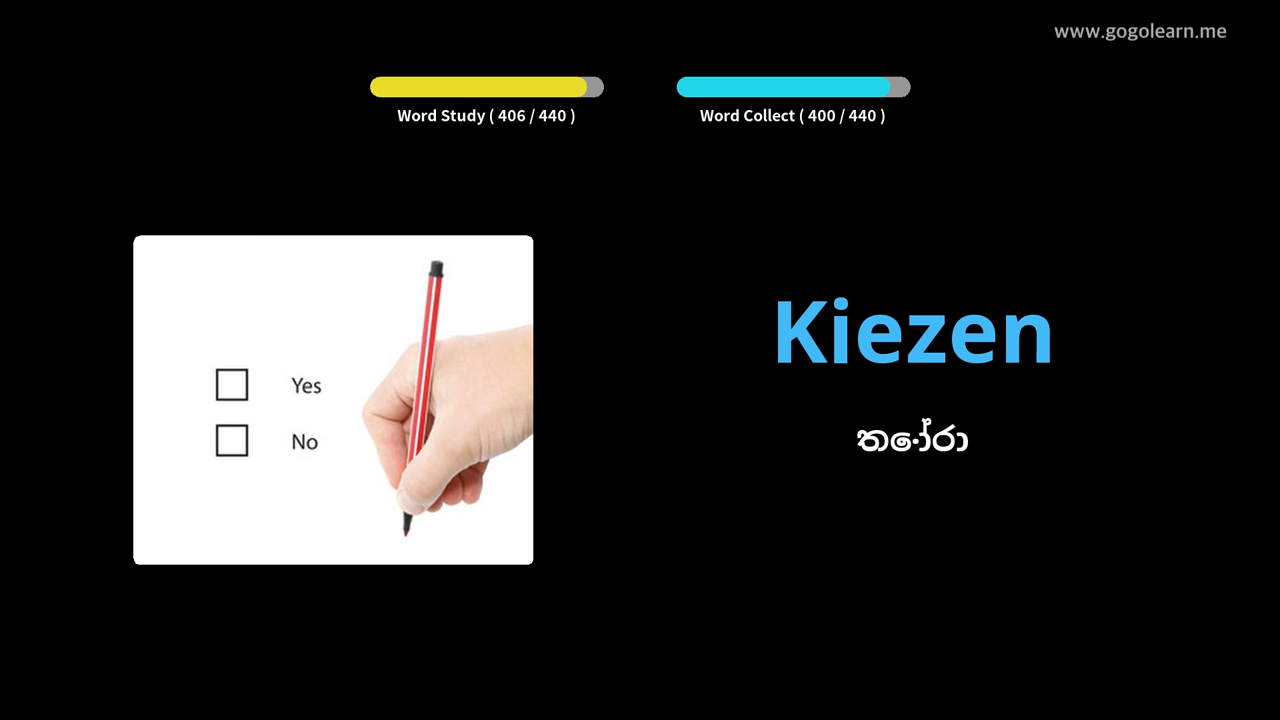 www.gogolearn.me
Word Study ( 406 / 440 )
Word Collect ( 400 / 440 )
Yes
No
Kiezen
තෝරා